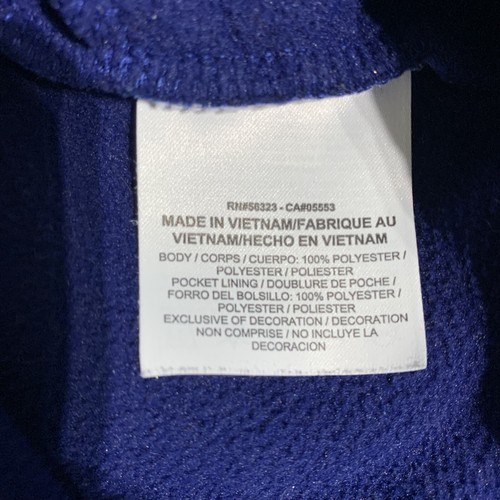 RN#56323 - CA#05553
MADE IN VIETNAM/FABRIQUE AU
VIETNAM/HECHO EN VIETNAM
BODY / CORPS / CUERPO: 100% POLYESTER /
POLYESTER / POLIESTER
POCKET LINING / DOUBLURE DE POCHE /
FORRO DEL BOLSILLO: 100% POLYESTER /
POLYESTER / POLIESTER
EXCLUSIVE OF DECORATION / DECORATION
NON COMPRISE / NO INCLUYE LA
DECORACION